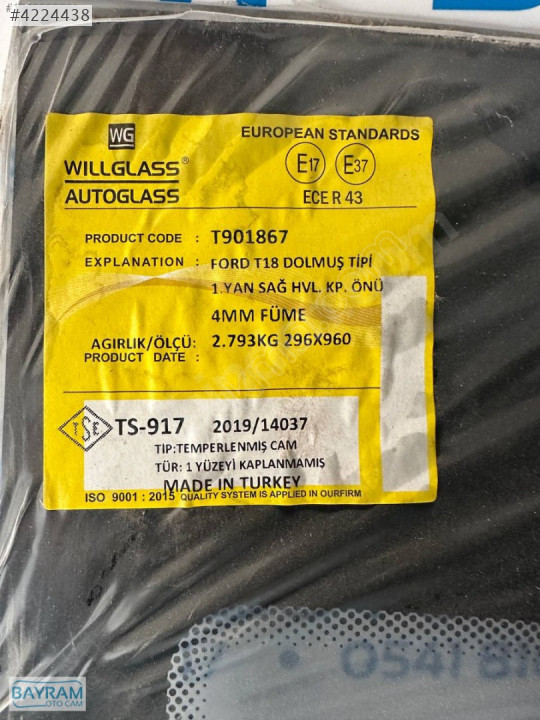 #4224438
WG
WILLGLASS®
AUTOGLASS
EUROPEAN STANDARDS
E17 E37
ECE R 43
PRODUCT CODE : T901867
EXPLANATION : FORD T18 DOLMUŞ TİPİ
1.YAN SAĞ HVL. KP. ÖNÜ
4MM FÜME
AGIRLIK/ÖLÇÜ: 2.793KG 296X960
PRODUCT DATE :
TSE TS-917 2019/14037
TİP:TEMPERLENMİŞ CAM
TÜR: 1 YÜZEYİ KAPLANMAMIŞ
MADE IN TURKEY
ISO 9001 : 2015 QUALITY SYSTEM IS APPLIED IN OURFIRM
0541
BAYRAM
OTO CAM